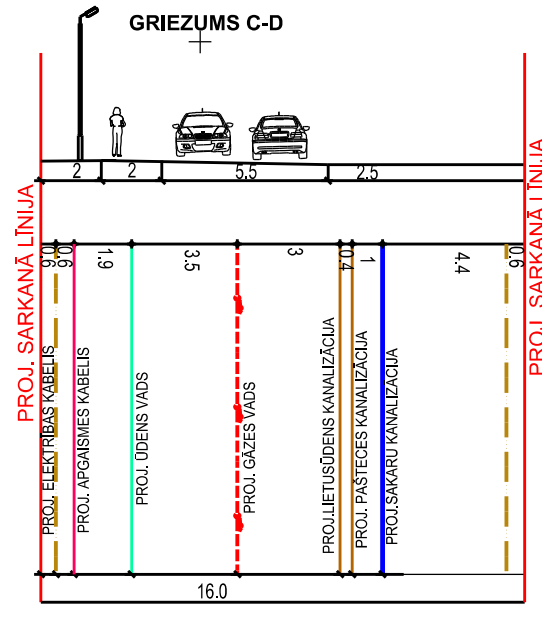 GRIEZUMS C-D
2
2
5.5
2.5
PROJ. SARKANĀ LĪNIJA
PROJ. SARKANĀ LĪNIJA
0.6
0.6
1.9
3.5
3
0.4
1
4.4
0.6
PROJ. ELEKTRĪBAS KABELIS
PROJ. APGAISMES KABELIS
PROJ. ŪDENS VADS
PROJ. GĀZES VADS
PROJ.LIETUSŪDENS KANALIZĀCIJA
PROJ. PAŠTECES KANALIZĀCIJA
PROJ.SAKARU KANALIZACIJA
16.0